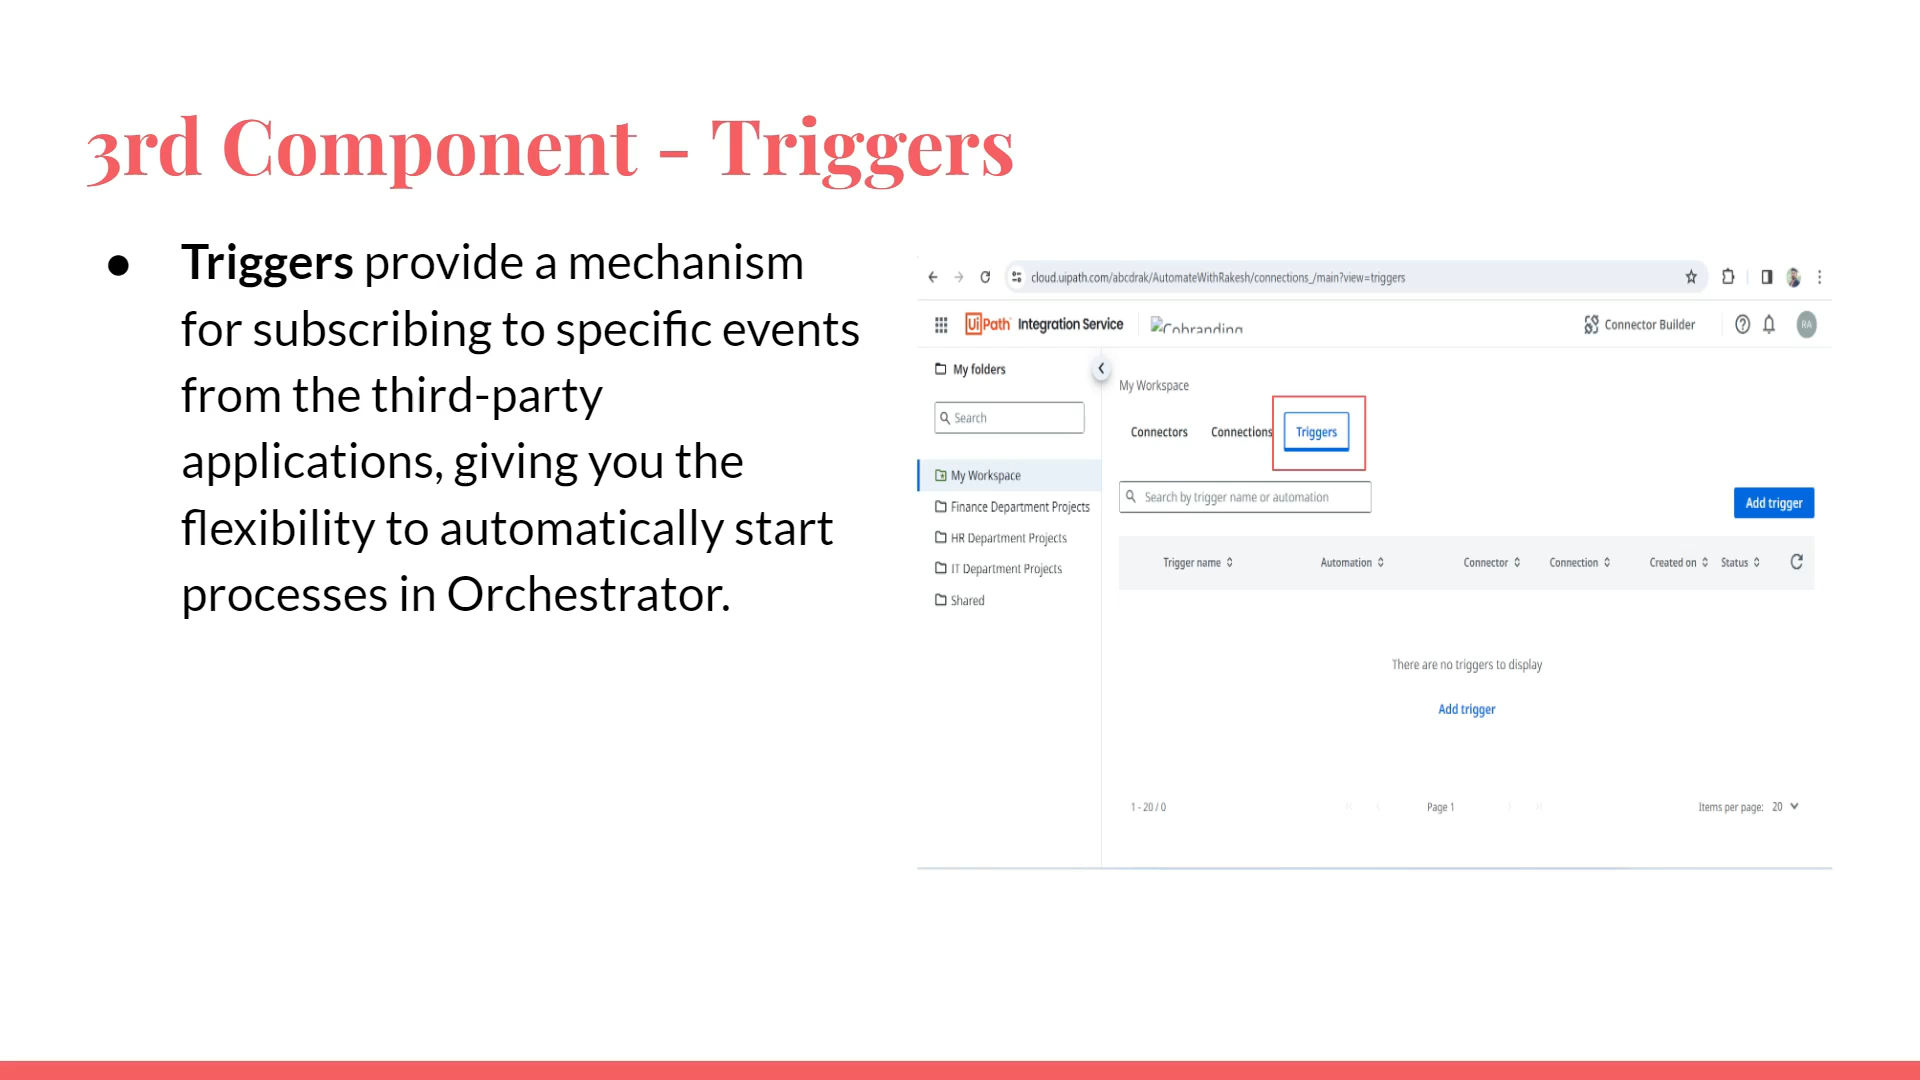 3rd Component - Triggers
● Triggers provide a mechanism
for subscribing to specific events
from the third-party
applications, giving you the
flexibility to automatically start
processes in Orchestrator.
cloud.uipath.com/abcdrak/AutomateWithRakesh/connections_/main?view=triggers
UiPath Integration Service
Cobranding
Connector Builder
RA
My folders
Search
My Workspace
Finance Department Projects
HR Department Projects
IT Department Projects
Shared
My Workspace
Connectors Connections Triggers
Search by trigger name or automation
Add trigger
Trigger name Automation Connector Connection Created on Status
There are no triggers to display
Add trigger
1 - 20 / 0 Page 1 Items per page: 20